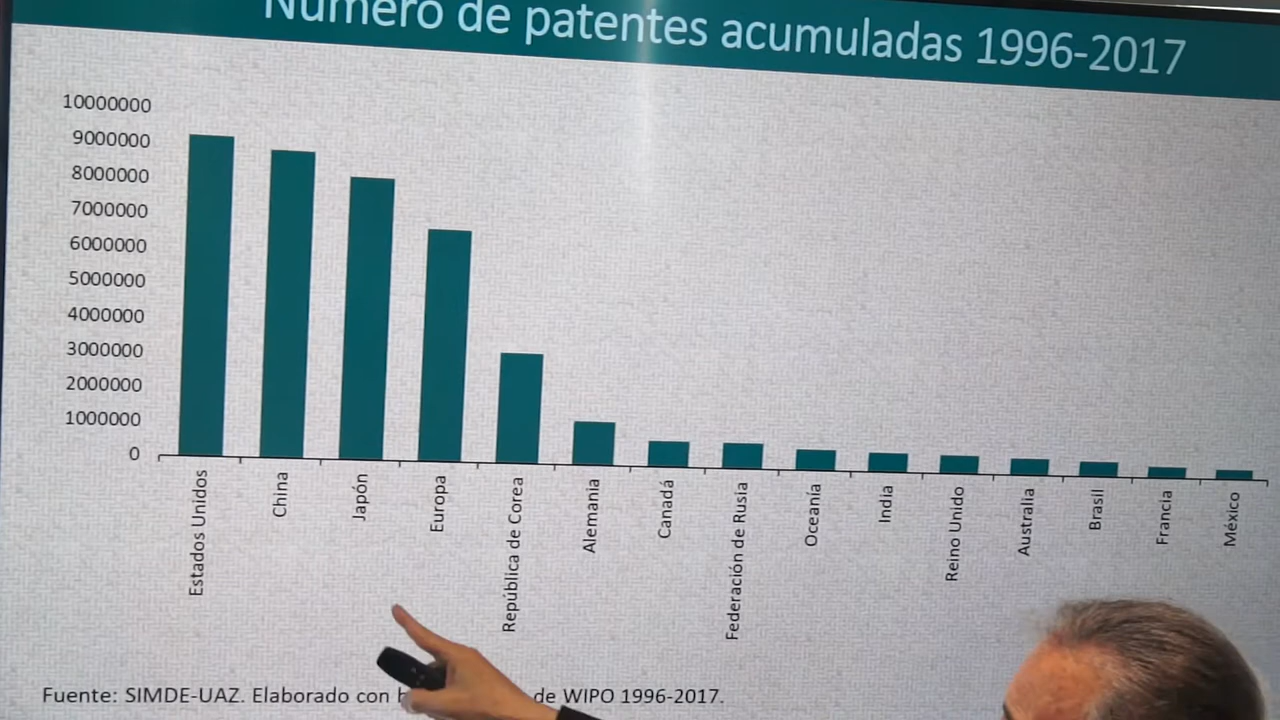 Número de patentes acumuladas 1996-2017
10000000
9000000
8000000
7000000
6000000
5000000
4000000
3000000
2000000
1000000
0
Estados Unidos
China
Japón
Europa
República de Corea
Alemania
Canadá
Federación de Rusia
Oceanía
India
Reino Unido
Australia
Brasil
Francia
México
Fuente: SIMDE-UAZ. Elaborado con de WIPO 1996-2017.